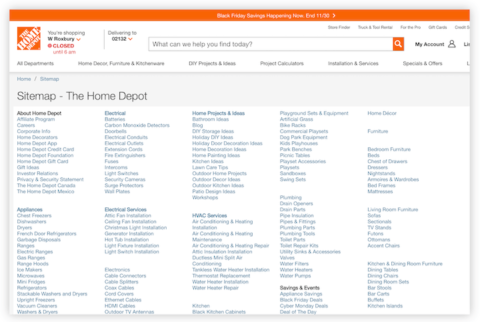 Black Friday Savings Happening Now. End 11/30
Store Finder
Truck & Tool Rental
For the Pro
Gift Cards
Credit S
THE HOME DEPOT
You're shopping
W Roxbury
CLOSED
until 6 am
Delivering to
02132
What can we help you find today?
My Account
Lis
All Departments
Home Decor, Furniture & Kitchenware
DIY Projects & Ideas
Project Calculators
Installation & Services
Specials & Offers
L
Home / Sitemap
Sitemap - The Home Depot
About Home Depot
Affiliate Program
Careers
Corporate Info
Home Decorators
Home Depot App
Home Depot Credit Card
Home Depot Foundation
Home Depot Gift Card
Gift Ideas
Investor Relations
Privacy & Security Statement
The Home Depot Canada
The Home Depot Mexico
Appliances
Chest Freezers
Dishwashers
Dryers
French Door Refrigerators
Garbage Disposals
Ranges
Electric Ranges
Gas Ranges
Range Hoods
Ice Makers
Microwaves
Mini Fridges
Refrigerators
Stackable Washers and Dryers
Upright Freezers
Vacuum Cleaners
Washers & Dryers
Electrical
Batteries
Carbon Monoxide Detectors
Doorbells
Electrical Conduits
Electrical Outlets
Extension Cords
Fire Extinguishers
Fuses
Intercoms
Light Switches
Security Cameras
Surge Protectors
Wall Plates
Electrical Services
Attic Fan Installation
Ceiling Fan Installation
Christmas Light Installation
Generator Installation
Hot Tub Installation
Light Fixture Installation
Light Switch Installation
Electronics
Cable Connectors
Cable Splitters
Coax Cables
Cord Covers
Ethernet Cables
HDMI Cables
Outdoor TV Antennas
Home Projects & Ideas
Bathroom Ideas
Blog
DIY Storage Ideas
Holiday DIY Ideas
Holiday Door Decoration Ideas
Home Decoration Ideas
Home Painting Ideas
Kitchen Ideas
Lawn Care Tips
Outdoor Home Projects
Outdoor Decor Ideas
Outdoor Kitchen Ideas
Patio Design Ideas
Workshops
HVAC Services
Air Conditioning & Heating
Installation
Air Conditioning & Heating
Maintenance
Air Conditioning & Heating Repair
Attic Insulation Installation
Ductless Mini Split Air
Conditioning
Tankless Water Heater Installation
Thermostat Replacement
Water Heater Installation
Water Heater Repair
Kitchen
Black Kitchen Cabinets
Playground Sets & Equipment
Artificial Grass
Bike Racks
Commercial Playsets
Dog Park Equipment
Kids Playhouses
Park Benches
Picnic Tables
Playset Accessories
Playsets
Sandboxes
Swing Sets
Plumbing
Drain Openers
Drain Parts
Pipe Insulation
Pipes & Fittings
Plumbing Parts
Plumbing Tools
Toilet Parts
Toilet Repair Kits
Utility Sinks & Accessories
Valves
Water Filters
Water Heaters
Water Pumps
Savings & Events
Appliance Savings
Black Friday Deals
Cyber Monday Deals
Deal of The Day
Home Décor
Furniture
Bedroom Furniture
Beds
Chest of Drawers
Dressers
Nightstands
Armoires & Wardrobes
Bed Frames
Mattresses
Living Room Furniture
Sofas
Sectionals
TV Stands
Futons
Ottomans
Accent Chairs
Kitchen & Dining Room Furniture
Dining Tables
Dining Chairs
Dining Room Sets
Bar Stools
Bar Carts
Buffets
Kitchen Islands